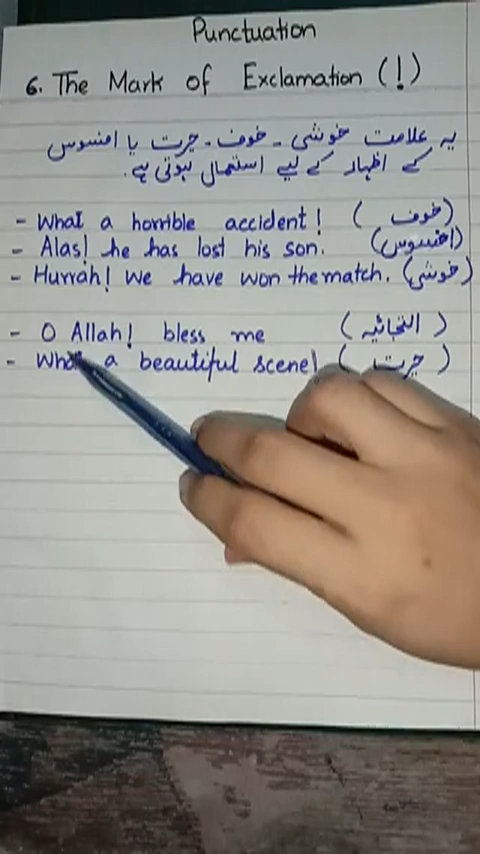 Punctuation
6. The Mark of Exclamation (!)
یہ علامت خوشی - خوف - حیرت یا افسوس
کے اظہار کے لیے استمال ہوتی ہے.
- What a horrible accident! (خوف)
- Alas! he has lost his son. (افسوس)
- Hurrah! we have won the match. (خوشی)
- O Allah! bless me (التجائیہ)
- What a beautiful scene! (حیرت)